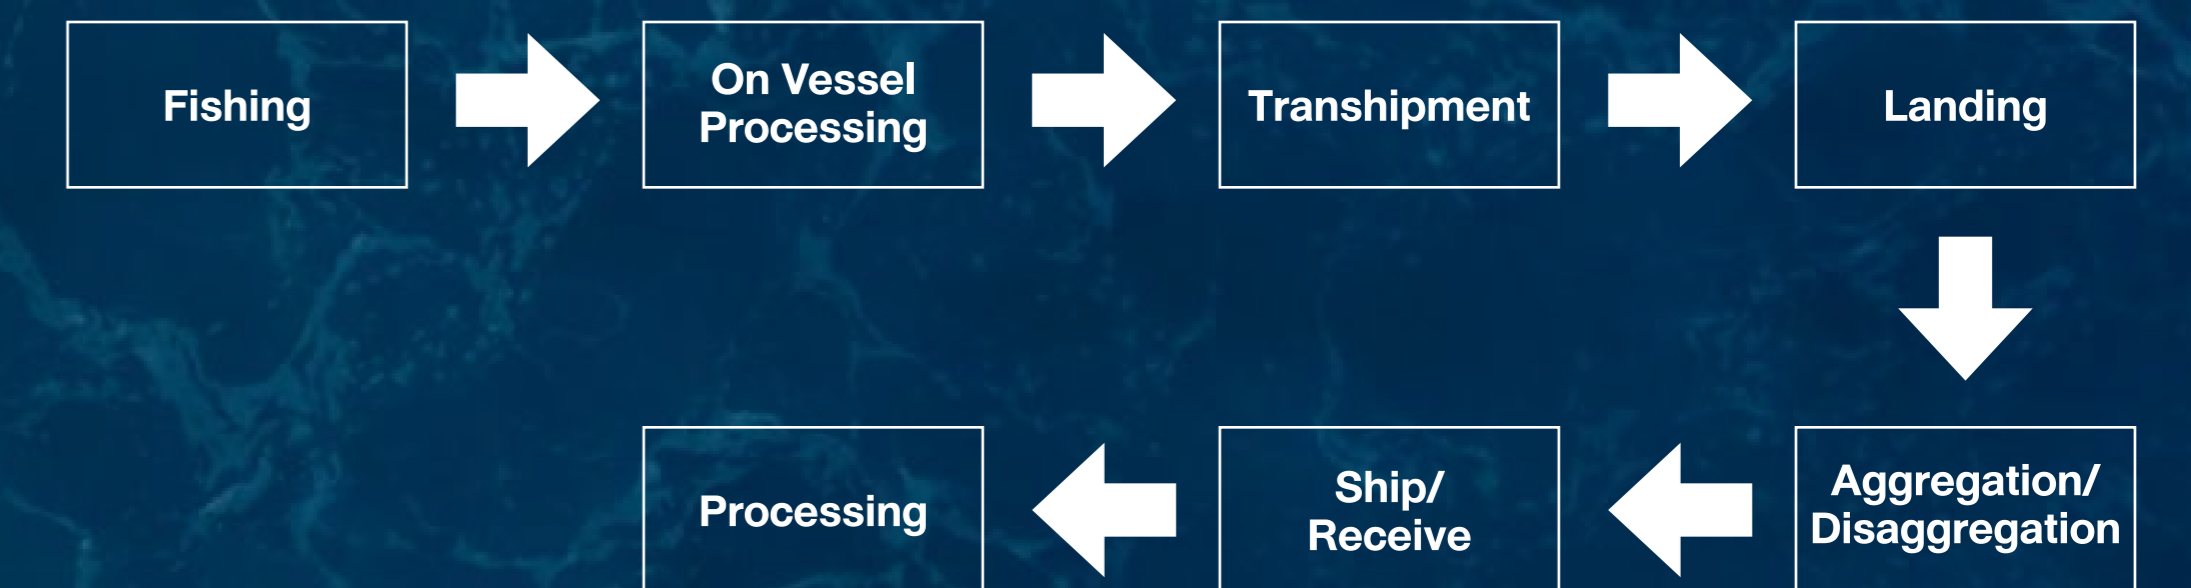 Fishing
On Vessel
Processing
Transhipment
Landing
Aggregation/
Disaggregation
Ship/
Receive
Processing